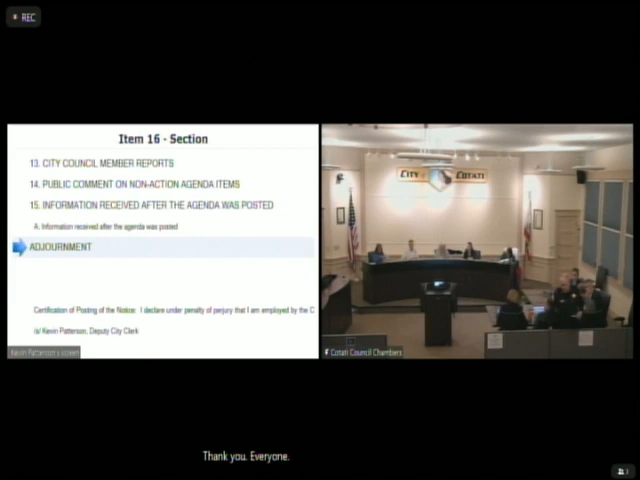 REC
Item 16 - Section
13. CITY COUNCIL MEMBER REPORTS
14. PUBLIC COMMENT ON NON-ACTION AGENDA ITEMS
15. INFORMATION RECEIVED AFTER THE AGENDA WAS POSTED
A. Information received after the agenda was posted
ADJOURNMENT
Certification of Posting of the Notice: I declare under penalty of perjury that I am employed by the C
/s/ Kevin Patterson, Deputy City Clerk
Kevin Patterson's screen
CITY COTATI
Cotati Council Chambers
Thank you. Everyone.